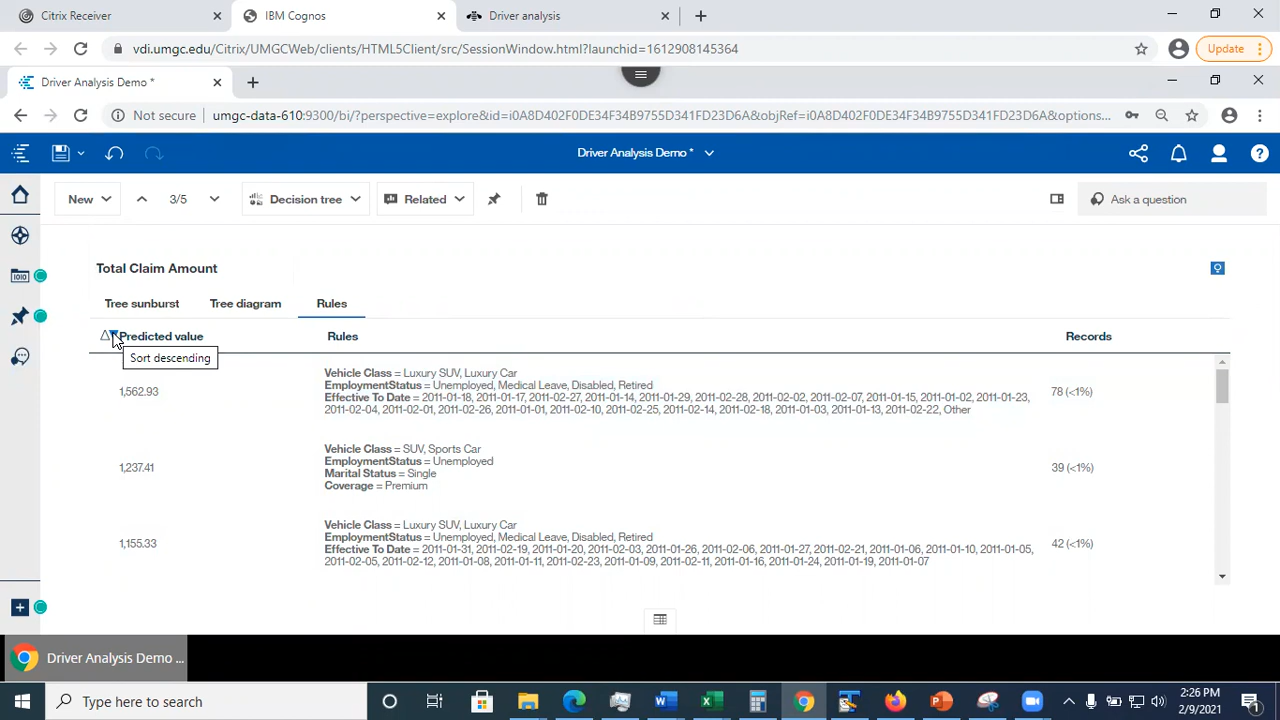 Citrix Receiver
IBM Cognos
Driver analysis
vdi.umgc.edu/Citrix/UMGCWeb/clients/HTML5Client/src/SessionWindow.html?launchid=1612908145364
Update
Driver Analysis Demo *
Not secure
umgc-data-610:9300/bi/?perspective=explore&id=i0A8D402F0DE34F34B9755D341FD23D6A&objRef=i0A8D402F0DE34F34B9755D341FD23D6A&options...
Driver Analysis Demo *
New
3/5
Decision tree
Related
Ask a question
Total Claim Amount
Tree sunburst
Tree diagram
Rules
Predicted value
Rules
Records
Sort descending
1,562.93
Vehicle Class = Luxury SUV, Luxury Car
EmploymentStatus = Unemployed, Medical Leave, Disabled, Retired
Effective To Date = 2011-01-18, 2011-01-17, 2011-02-27, 2011-01-14, 2011-01-29, 2011-02-28, 2011-02-02, 2011-02-07, 2011-01-15, 2011-01-02, 2011-01-23,
2011-02-04, 2011-02-01, 2011-02-26, 2011-01-01, 2011-02-10, 2011-02-25, 2011-02-14, 2011-02-18, 2011-01-03, 2011-01-13, 2011-02-22, Other
78 (<1%)
1,237.41
Vehicle Class = SUV, Sports Car
EmploymentStatus = Unemployed
Marital Status = Single
Coverage = Premium
39 (<1%)
1,155.33
Vehicle Class = Luxury SUV, Luxury Car
EmploymentStatus = Unemployed, Medical Leave, Disabled, Retired
Effective To Date = 2011-01-31, 2011-02-19, 2011-01-20, 2011-02-03, 2011-01-26, 2011-02-06, 2011-01-27, 2011-02-21, 2011-01-06, 2011-01-10, 2011-01-05,
2011-02-05, 2011-02-12, 2011-01-08, 2011-01-11, 2011-02-23, 2011-01-09, 2011-02-11, 2011-01-16, 2011-01-24, 2011-01-19, 2011-01-07
42 (<1%)
Driver Analysis Demo ...
Type here to search
2:26 PM
2/9/2021